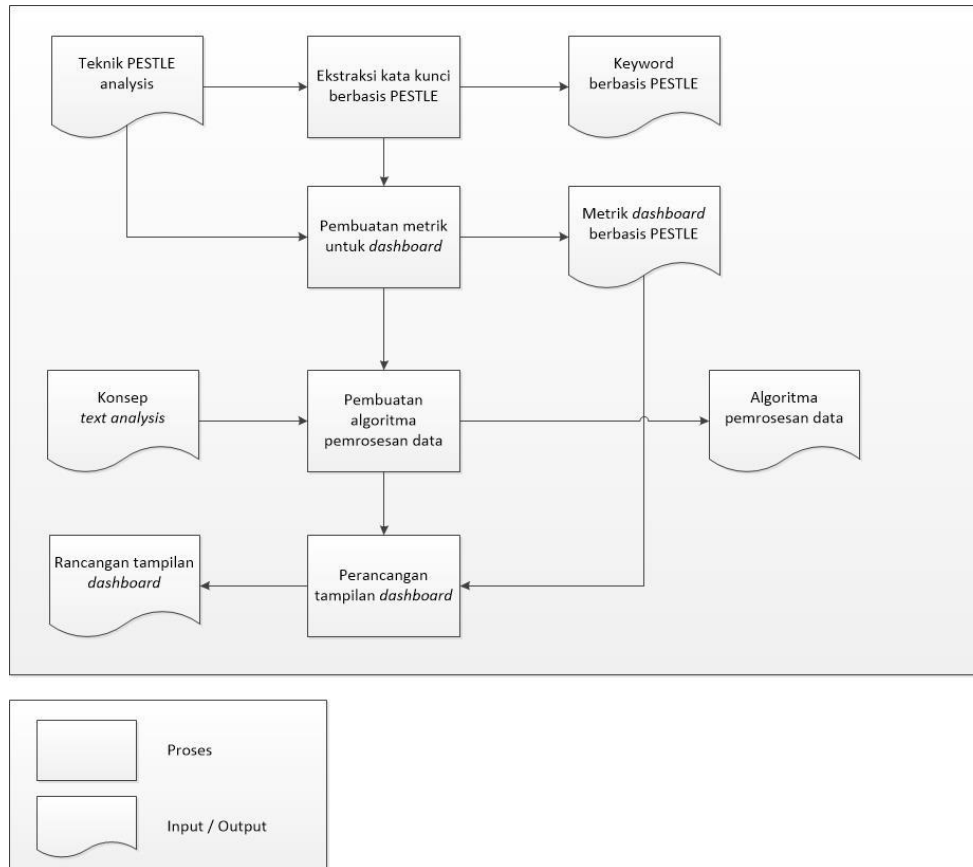 Teknik PESTLE
analysis
Ekstraksi kata kunci
berbasis PESTLE
Keyword
berbasis PESTLE
Pembuatan metrik
untuk dashboard
Metrik dashboard
berbasis PESTLE
Konsep
text analysis
Pembuatan
algoritma
pemrosesan data
Algoritma
pemrosesan data
Rancangan tampilan
dashboard
Perancangan
tampilan dashboard
Proses
Input / Output